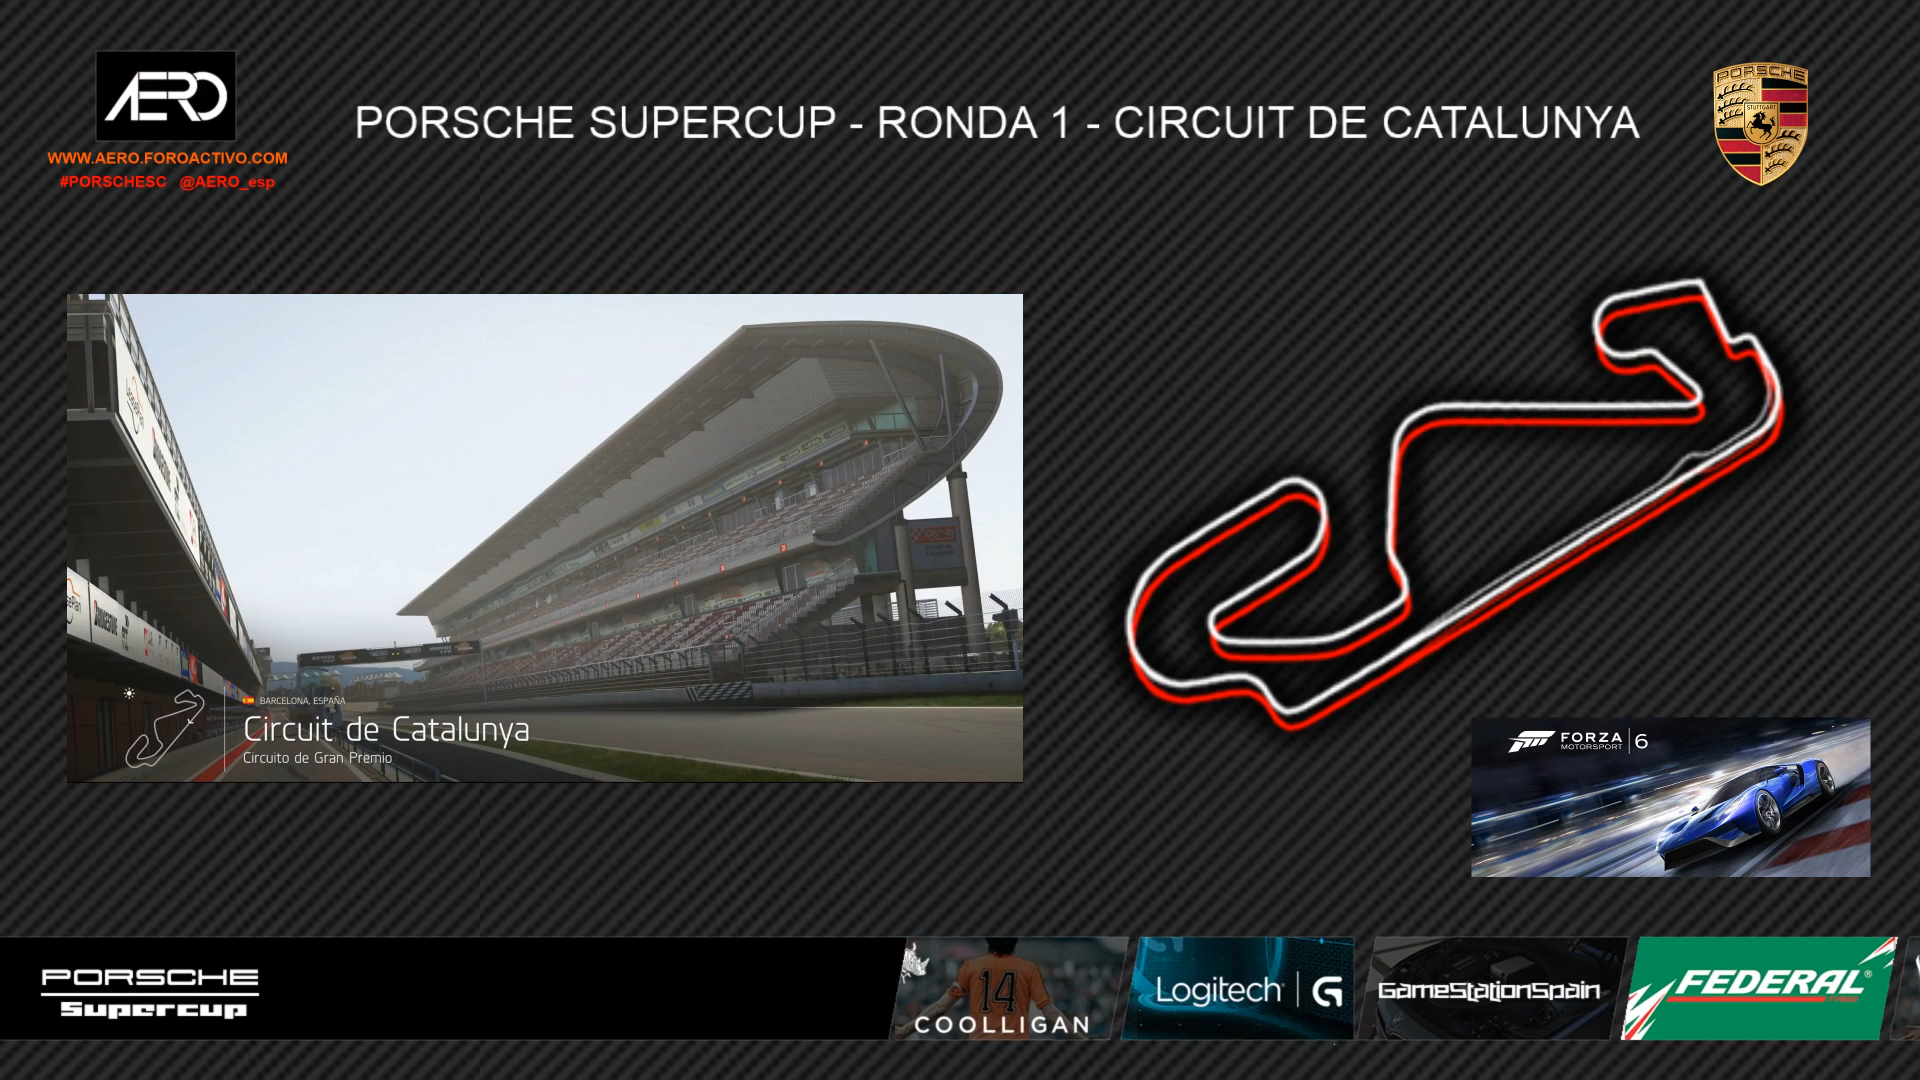 AERO
WWW.AERO.FOROACTIVO.COM
#PORSCHESC @AERO_esp
PORSCHE SUPERCUP - RONDA 1 - CIRCUIT DE CATALUNYA
PORSCHE
STUTTGART
BRIDGESTONE
BARCELONA, ESPAÑA
Circuit de Catalunya
Circuito de Gran Premio
FORZA
MOTORSPORT 6
PORSCHE
Supercup
14
COOLLIGAN
Logitech G
GameStationSpain
FEDERAL®